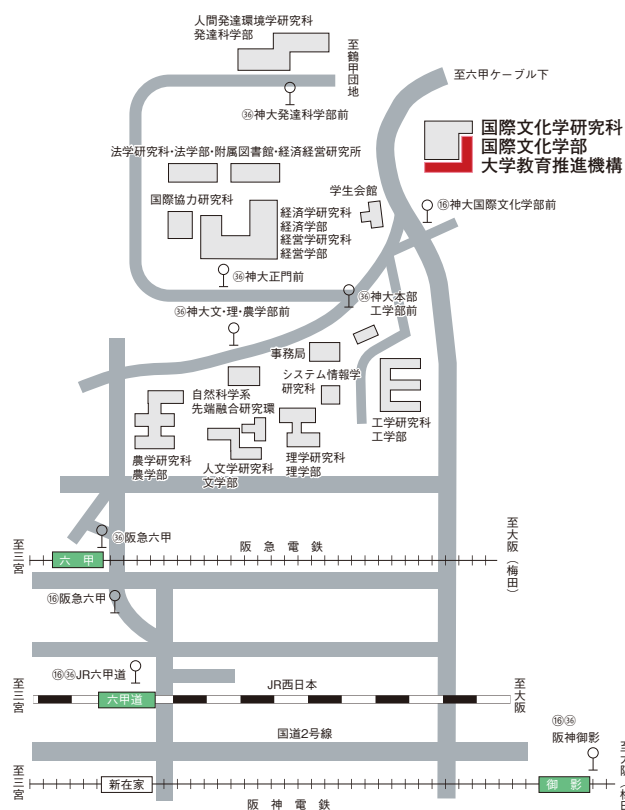 人間発達環境学研究科
発達科学部
至鶴甲団地
至六甲ケーブル下
㊱神大発達科学部前
国際文化学研究科
国際文化学部
大学教育推進機構
法学研究科・法学部・附属図書館・経済経営研究所
学生会館
国際協力研究科
⑯神大国際文化学部前
経済学研究科
経済学部
経営学研究科
経営学部
㊱神大正門前
㊱神大本部
工学部前
㊱神大文・理・農学部前
事務局
システム情報学
研究科
自然科学系
先端融合研究環
工学研究科
工学部
農学研究科
農学部
人文学研究科
文学部
理学研究科
理学部
㊱阪急六甲
至三宮
六甲
阪急電鉄
至大阪（梅田）
⑯阪急六甲
⑯㊱JR六甲道
至三宮
六甲道
JR西日本
至大阪
国道2号線
⑯㊱
阪神御影
至三宮
新在家
阪神電鉄
御影
至大阪（梅田